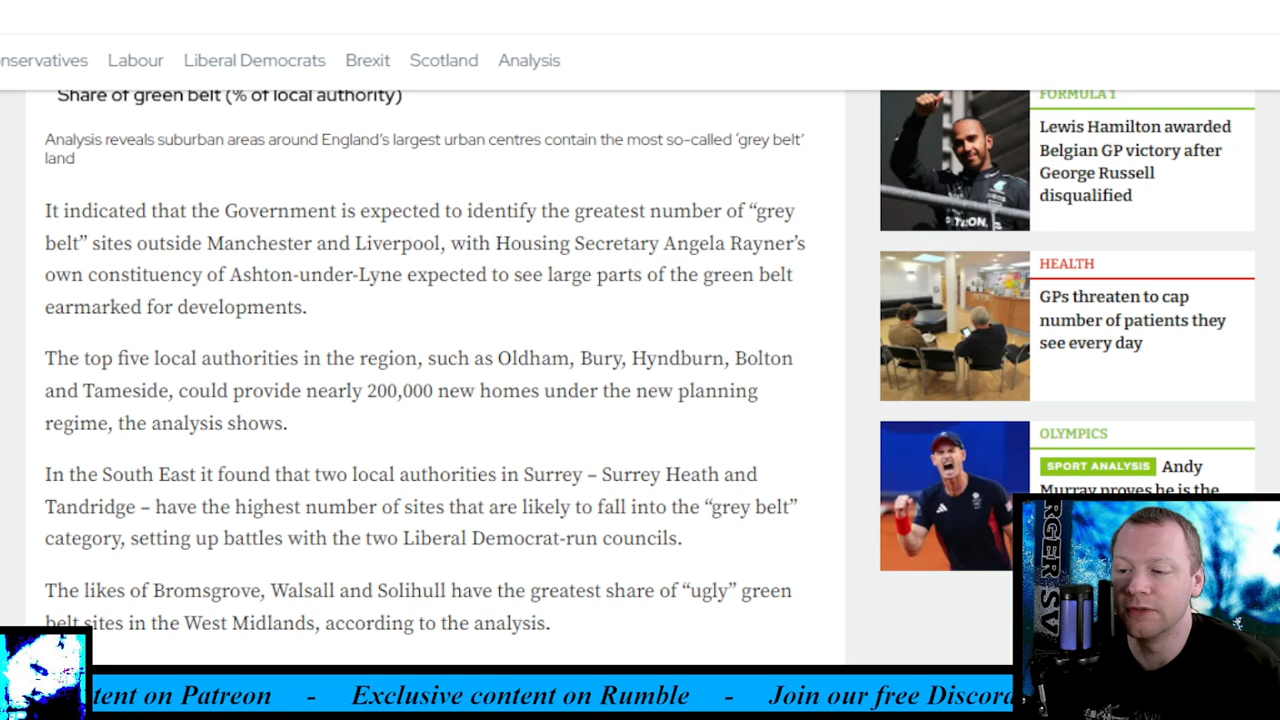 nservatives Labour Liberal Democrats Brexit Scotland Analysis
Share of green belt (% of local authority)
Analysis reveals suburban areas around England's largest urban centres contain the most so-called 'grey belt'
land
It indicated that the Government is expected to identify the greatest number of “grey
belt” sites outside Manchester and Liverpool, with Housing Secretary Angela Rayner’s
own constituency of Ashton-under-Lyne expected to see large parts of the green belt
earmarked for developments.
The top five local authorities in the region, such as Oldham, Bury, Hyndburn, Bolton
and Tameside, could provide nearly 200,000 new homes under the new planning
regime, the analysis shows.
In the South East it found that two local authorities in Surrey – Surrey Heath and
Tandridge – have the highest number of sites that are likely to fall into the “grey belt”
category, setting up battles with the two Liberal Democrat-run councils.
The likes of Bromsgrove, Walsall and Solihull have the greatest share of “ugly” green
belt sites in the West Midlands, according to the analysis.
FORMULA 1
Lewis Hamilton awarded
Belgian GP victory after
George Russell
disqualified
HEALTH
GPs threaten to cap
number of patients they
see every day
OLYMPICS
SPORT ANALYSIS Andy
Murray proves he is the
RGER SV
tent on Patreon - Exclusive content on Rumble - Join our free Discord